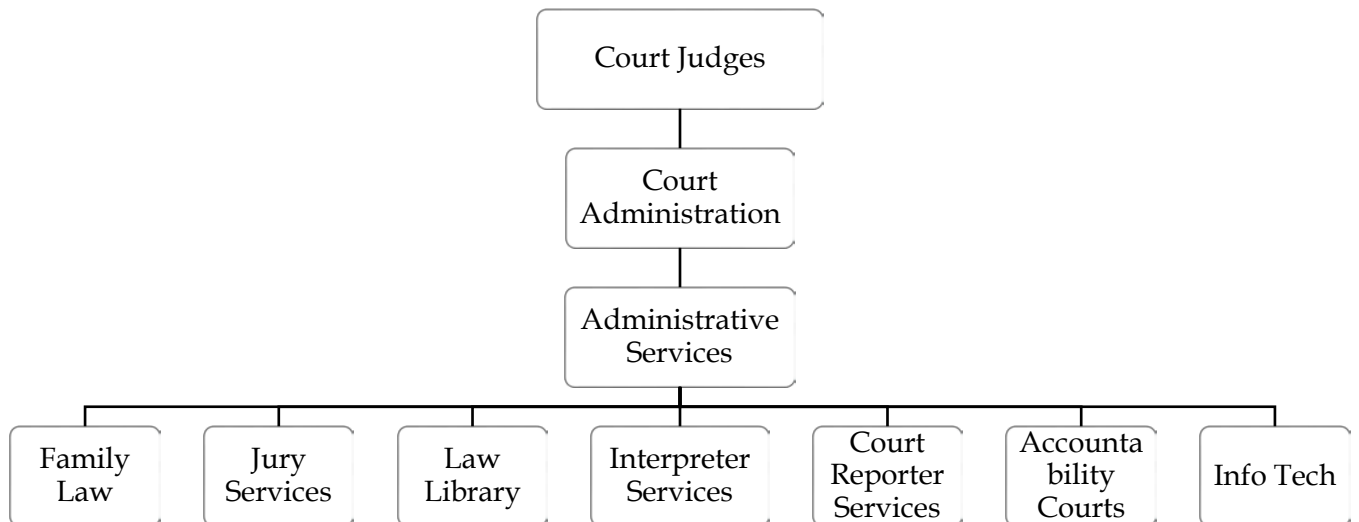 Court Judges
Court
Administration
Administrative
Services
Family
Law
Jury
Services
Law
Library
Interpreter
Services
Court
Reporter
Services
Accounta
bility
Courts
Info Tech